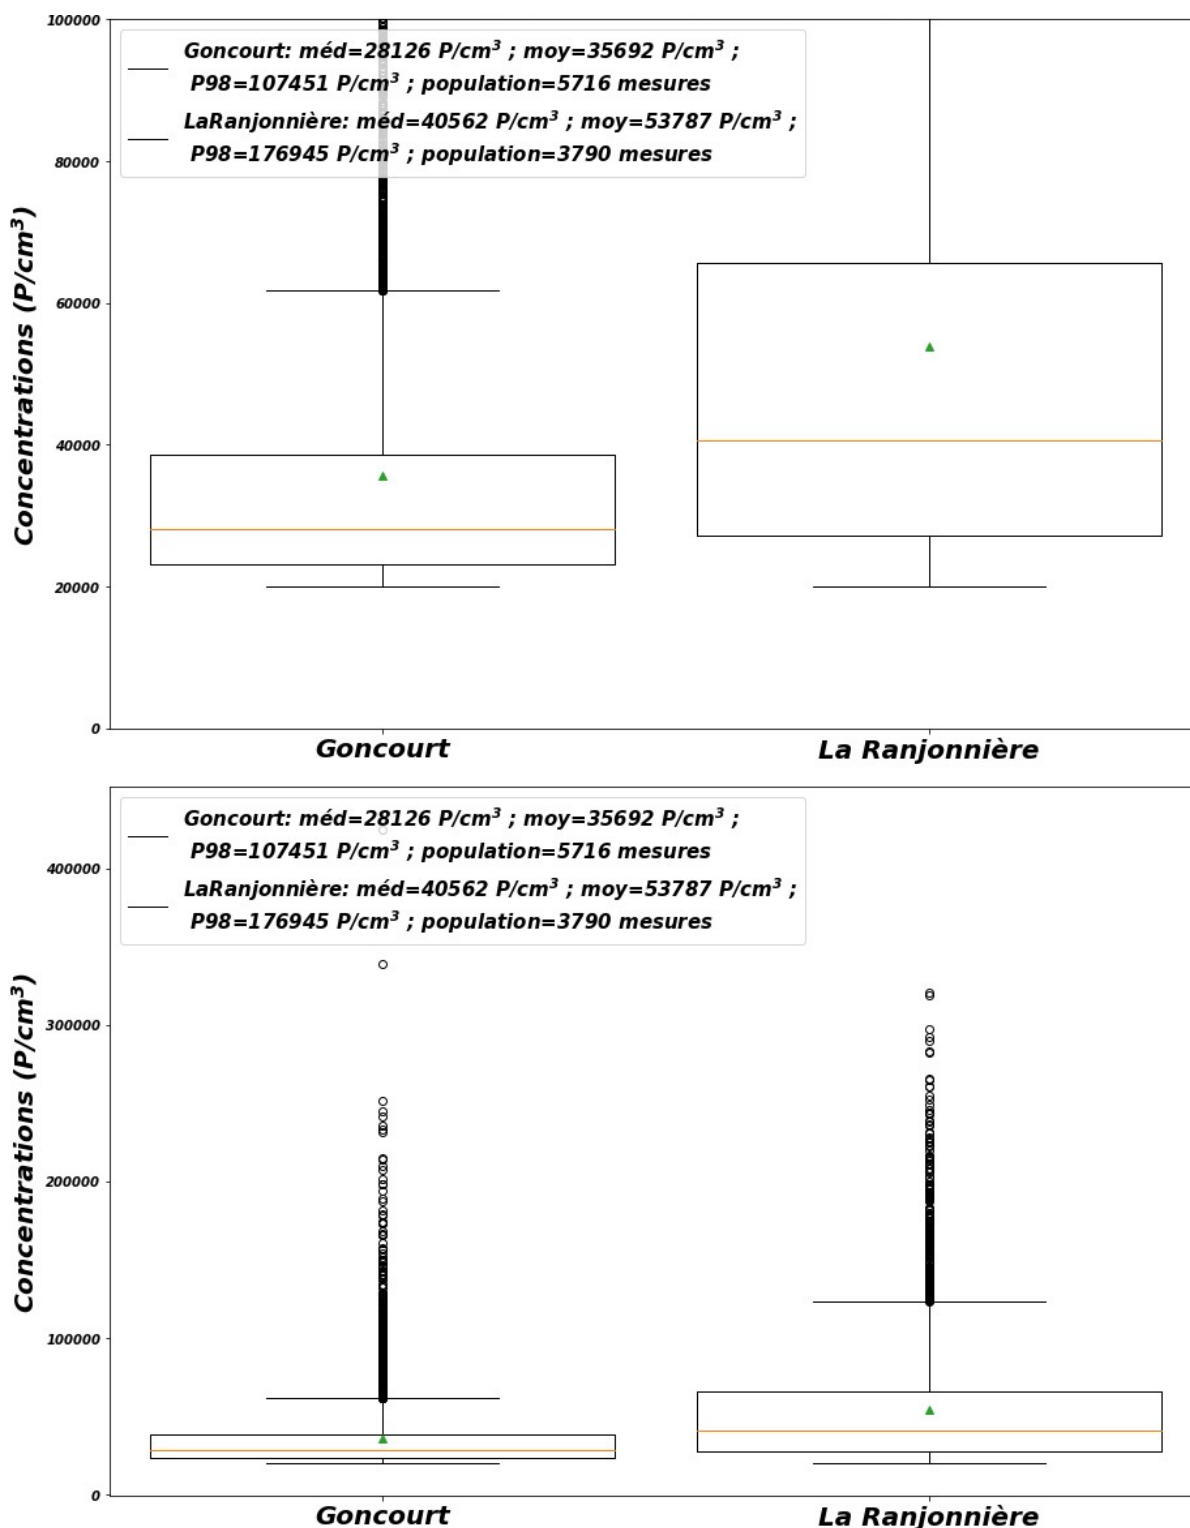 100000
80000
60000
40000
20000
0
Concentrations (P/cm³)
Goncourt: méd=28126 P/cm³ ; moy=35692 P/cm³ ;
P98=107451 P/cm³ ; population=5716 mesures
LaRanjonnière: méd=40562 P/cm³ ; moy=53787 P/cm³ ;
P98=176945 P/cm³ ; population=3790 mesures
Goncourt La Ranjonnière
400000
300000
200000
100000
0
Concentrations (P/cm³)
Goncourt: méd=28126 P/cm³ ; moy=35692 P/cm³ ;
P98=107451 P/cm³ ; population=5716 mesures
LaRanjonnière: méd=40562 P/cm³ ; moy=53787 P/cm³ ;
P98=176945 P/cm³ ; population=3790 mesures
Goncourt La Ranjonnière